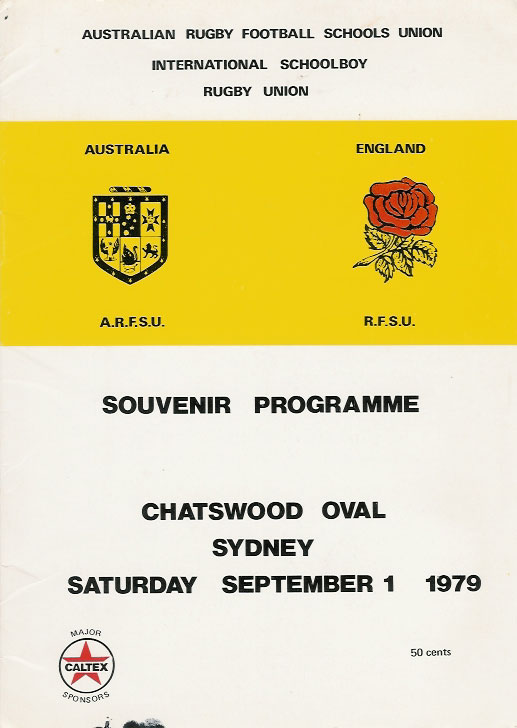 AUSTRALIAN RUGBY FOOTBALL SCHOOLS UNION
INTERNATIONAL SCHOOLBOY
RUGBY UNION
AUSTRALIA
ENGLAND
A.R.F.S.U.
R.F.S.U.
SOUVENIR PROGRAMME
CHATSWOOD OVAL
SYDNEY
SATURDAY SEPTEMBER 1 1979
50 cents
MAJOR
CALTEX
SPONSORS